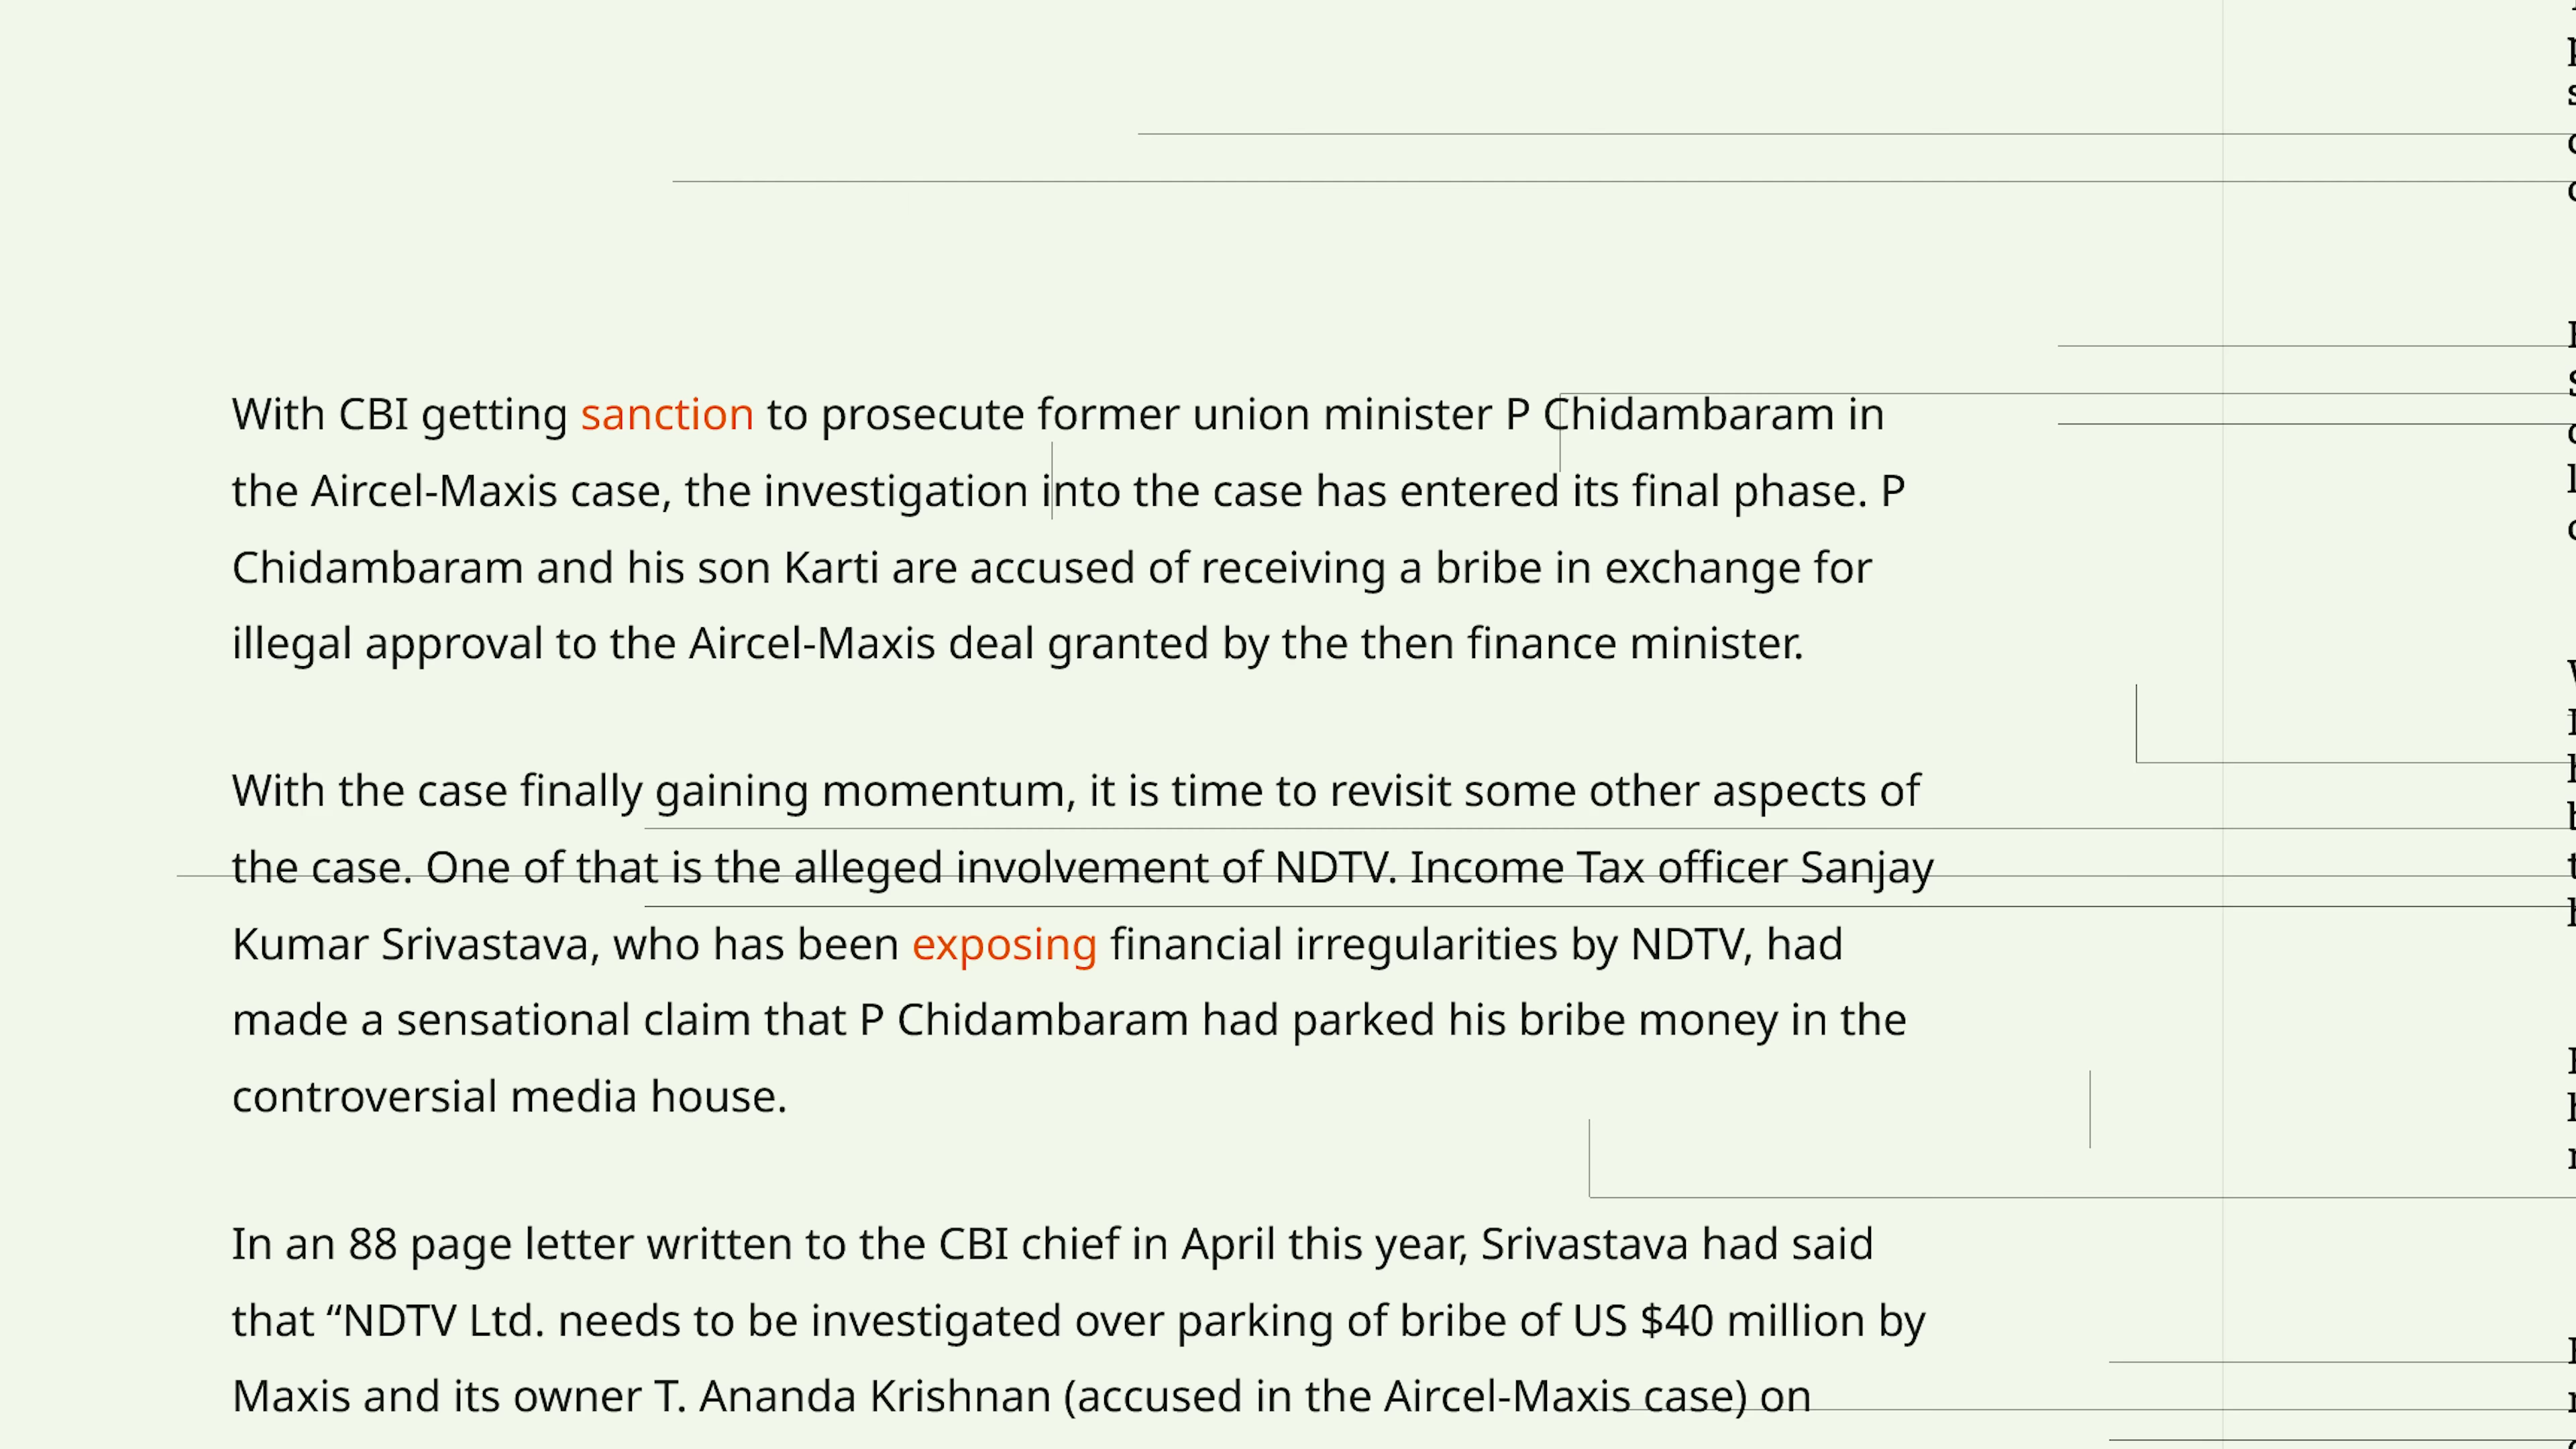 With CBI getting sanction to prosecute former union minister P Chidambaram in
the Aircel-Maxis case, the investigation into the case has entered its final phase. P
Chidambaram and his son Karti are accused of receiving a bribe in exchange for
illegal approval to the Aircel-Maxis deal granted by the then finance minister.
With the case finally gaining momentum, it is time to revisit some other aspects of
the case. One of that is the alleged involvement of NDTV. Income Tax officer Sanjay
Kumar Srivastava, who has been exposing financial irregularities by NDTV, had
made a sensational claim that P Chidambaram had parked his bribe money in the
controversial media house.
In an 88 page letter written to the CBI chief in April this year, Srivastava had said
that “NDTV Ltd. needs to be investigated over parking of bribe of US $40 million by
Maxis and its owner T. Ananda Krishnan (accused in the Aircel-Maxis case) on